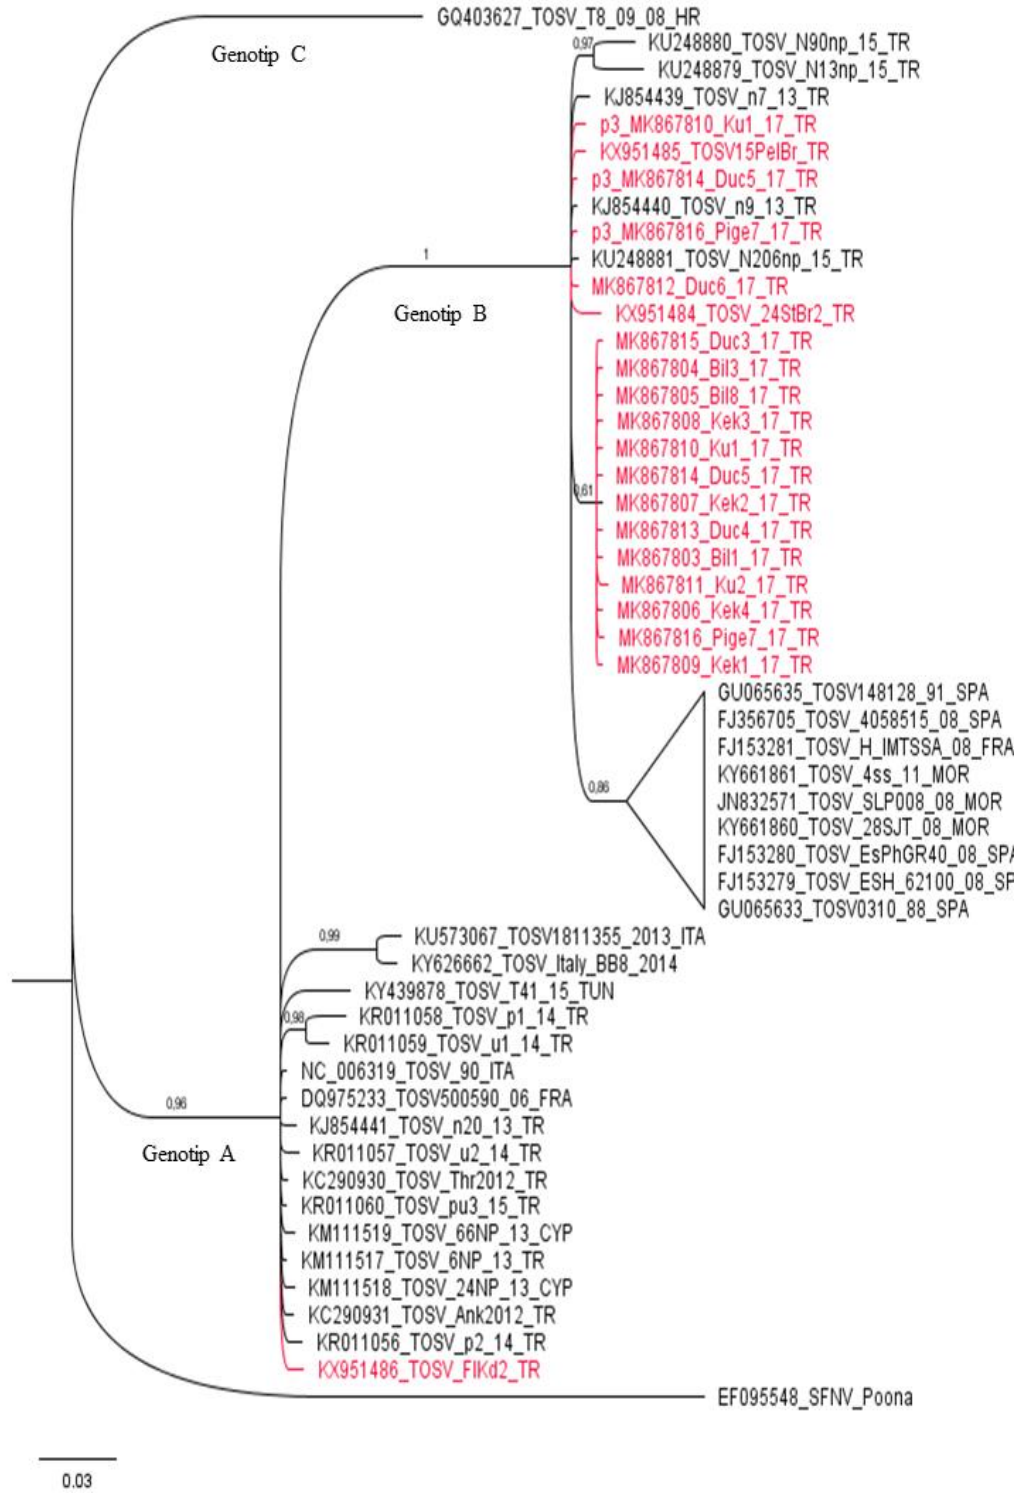 GQ403627_TOSV_T8_09_08_HR
Genotip C
0,97
KU248880_TOSV_N90np_15_TR
KU248879_TOSV_N13np_15_TR
KJ854439_TOSV_n7_13_TR
p3_MK867810_Ku1_17_TR
KX951485_TOSV15PelBr_TR
p3_MK867814_Duc5_17_TR
KJ854440_TOSV_n9_13_TR
p3_MK867816_Pige7_17_TR
1
KU248881_TOSV_N206np_15_TR
MK867812_Duc6_17_TR
Genotip B
KX951484_TOSV_24StBr2_TR
MK867815_Duc3_17_TR
MK867804_Bil3_17_TR
MK867805_Bil8_17_TR
MK867808_Kek3_17_TR
MK867810_Ku1_17_TR
MK867814_Duc5_17_TR
0,61
MK867807_Kek2_17_TR
MK867813_Duc4_17_TR
MK867803_Bil1_17_TR
MK867811_Ku2_17_TR
MK867806_Kek4_17_TR
MK867816_Pige7_17_TR
MK867809_Kek1_17_TR
GU065635_TOSV148128_91_SPA
FJ356705_TOSV_4058515_08_SPA
FJ153281_TOSV_H_IMTSSA_08_FRA
KY661861_TOSV_4ss_11_MOR
0,86
JN832571_TOSV_SLP008_08_MOR
KY661860_TOSV_28SJT_08_MOR
FJ153280_TOSV_EsPhGR40_08_SPA
FJ153279_TOSV_ESH_62100_08_SP
GU065633_TOSV0310_88_SPA
0,99
KU573067_TOSV1811355_2013_ITA
KY626662_TOSV_Italy_BB8_2014
KY439878_TOSV_T41_15_TUN
0,98
KR011058_TOSV_p1_14_TR
KR011059_TOSV_u1_14_TR
NC_006319_TOSV_90_ITA
DQ975233_TOSV500590_06_FRA
0,96
KJ854441_TOSV_n20_13_TR
Genotip A
KR011057_TOSV_u2_14_TR
KC290930_TOSV_Thr2012_TR
KR011060_TOSV_pu3_15_TR
KM111519_TOSV_66NP_13_CYP
KM111517_TOSV_6NP_13_TR
KM111518_TOSV_24NP_13_CYP
KC290931_TOSV_Ank2012_TR
KR011056_TOSV_p2_14_TR
KX951486_TOSV_FlKd2_TR
EF095548_SFNV_Poona
0.03